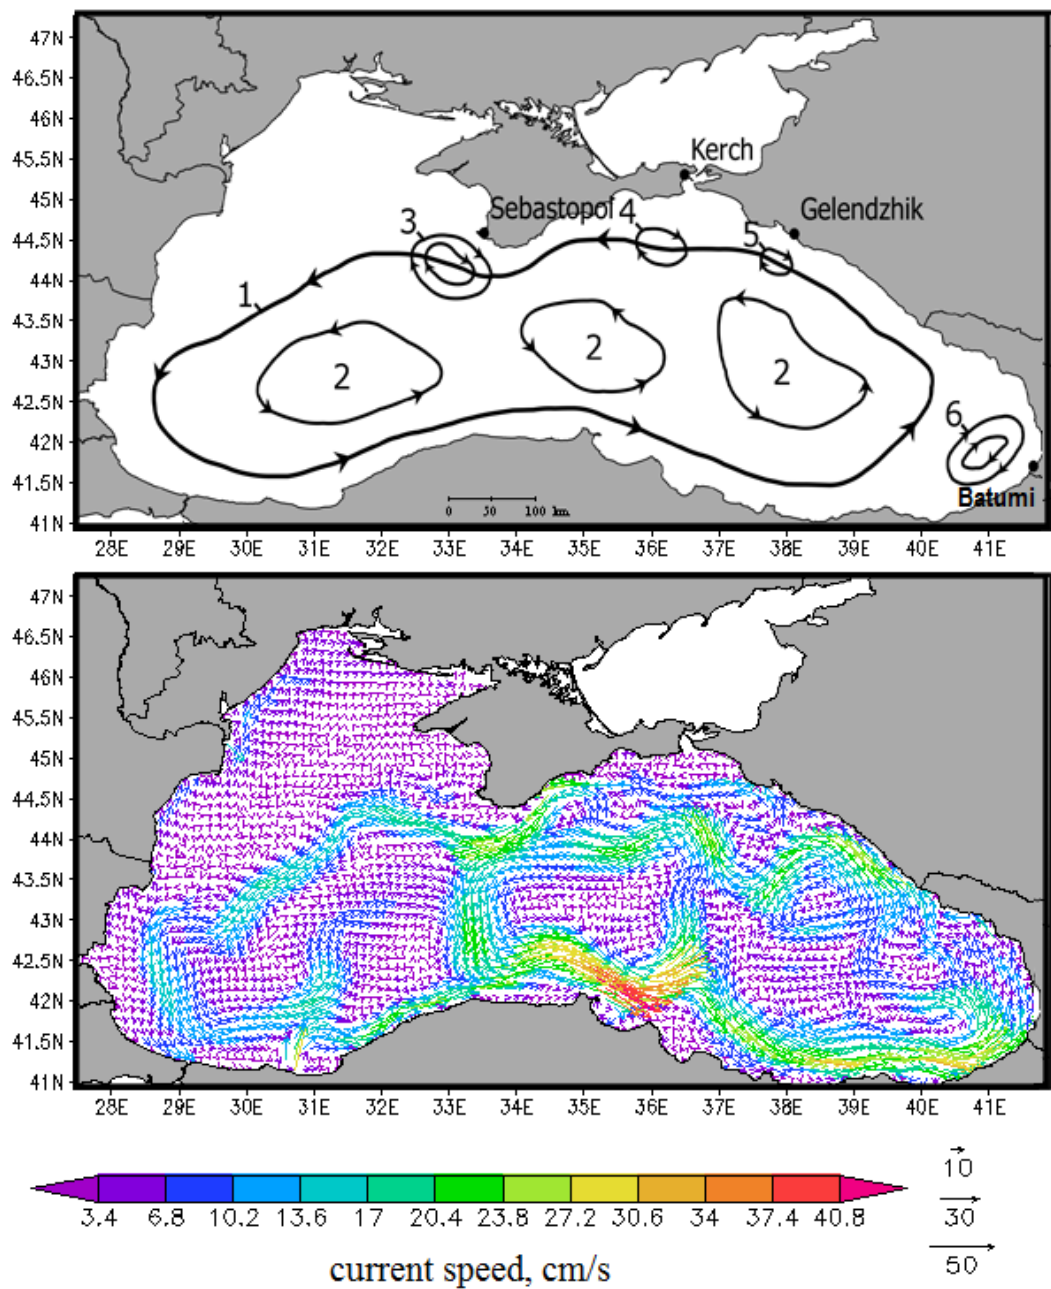 47N
46.5N
46N
45.5N
Kerch
45N
Sebastopol
4
Gelendzhik
3
44.5N
5
44N
1
43.5N
2
2
2
43N
42.5N
6
42N
41.5N
Batumi
0 50 100 km
41N
28E 29E 30E 31E 32E 33E 34E 35E 36E 37E 38E 39E 40E 41E
47N
46.5N
46N
45.5N
45N
44.5N
44N
43.5N
43N
42.5N
42N
41.5N
41N
28E 29E 30E 31E 32E 33E 34E 35E 36E 37E 38E 39E 40E 41E
3.4 6.8 10.2 13.6 17 20.4 23.8 27.2 30.6 34 37.4 40.8
10
30
50
current speed, cm/s